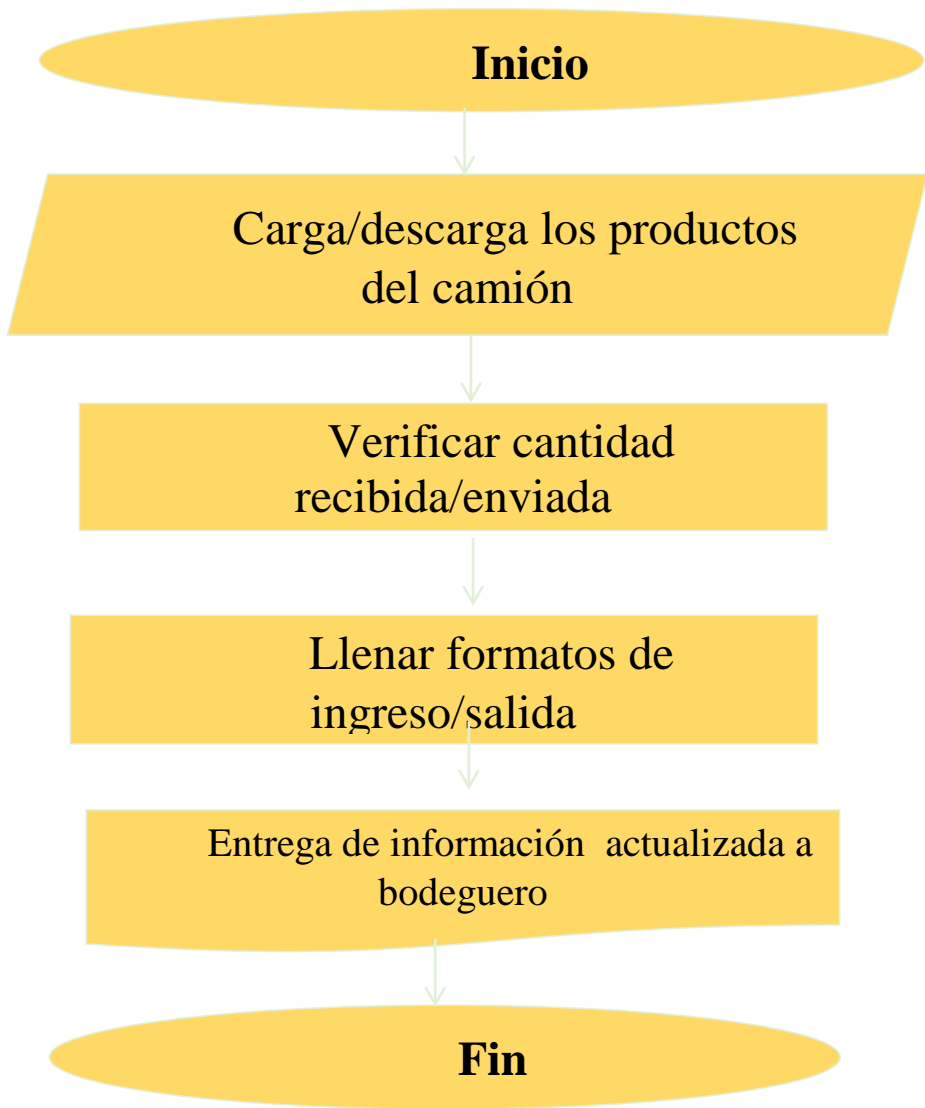 Inicio
Carga/descarga los productos
del camión
Verificar cantidad
recibida/enviada
Llenar formatos de
ingreso/salida
Entrega de información  actualizada a
bodeguero
Fin